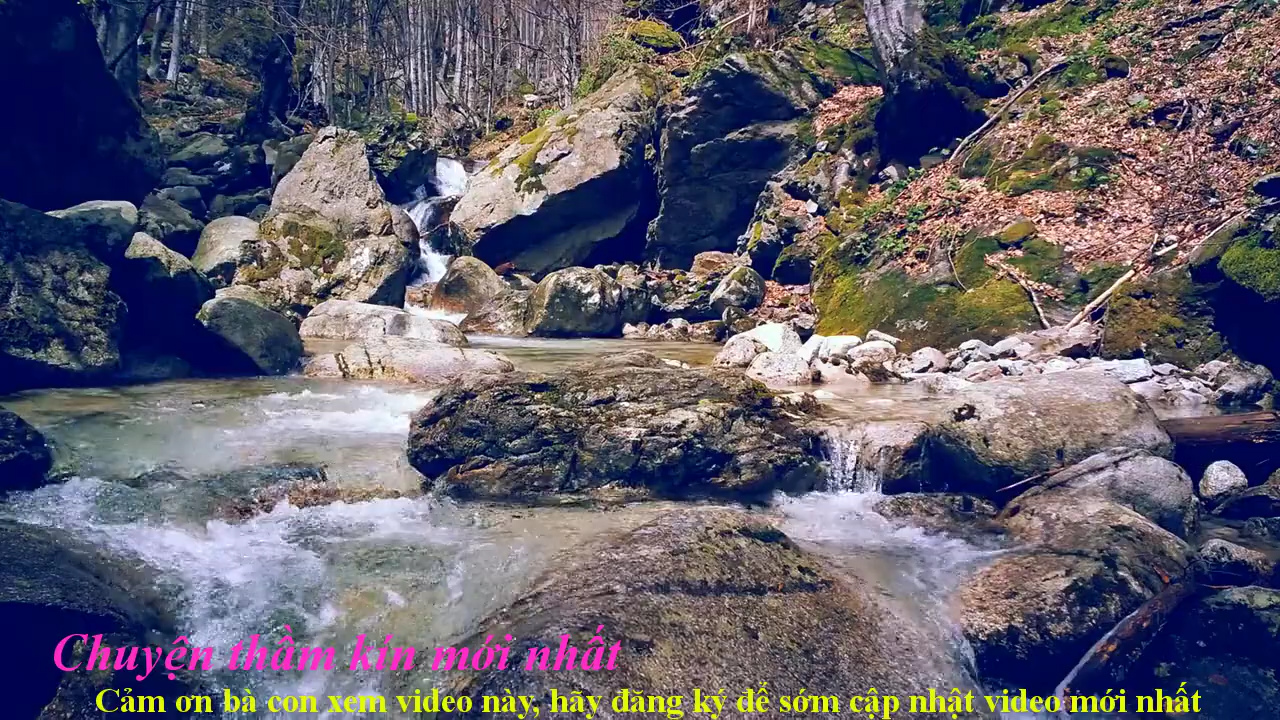 Chuyện thầm kín mới nhất
Cảm ơn bà con xem video này, hãy đăng ký để sớm cập nhật video mới nhất